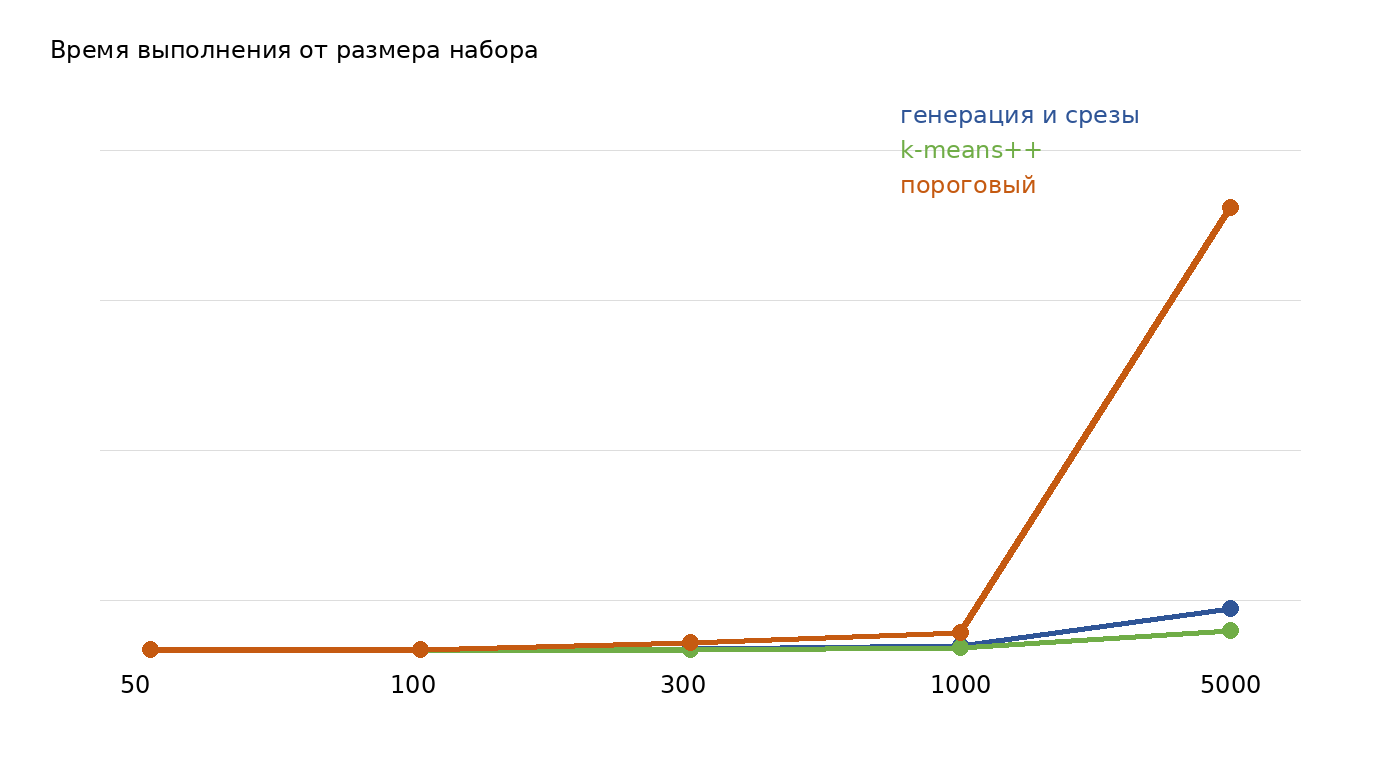 Время выполнения от размера набора
генерация и срезы
k-means++
пороговый
50 100 300 1000 5000